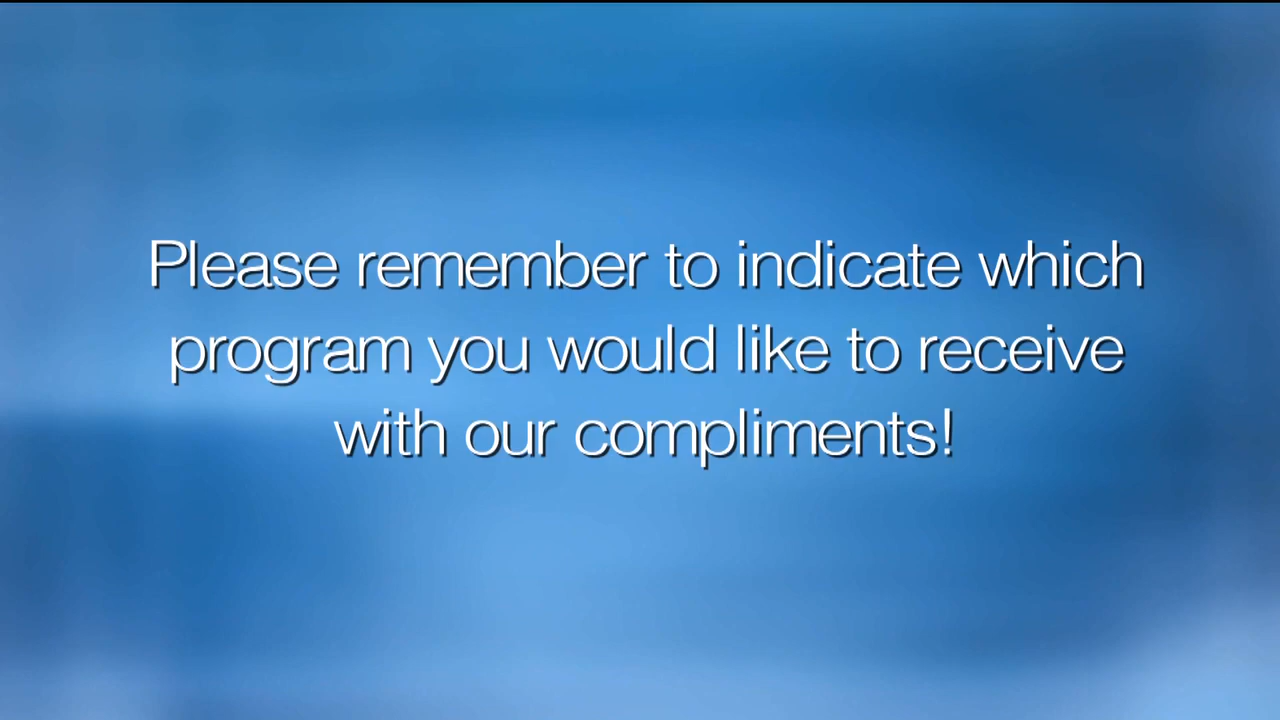 Please remember to indicate which
program you would like to receive
with our compliments!